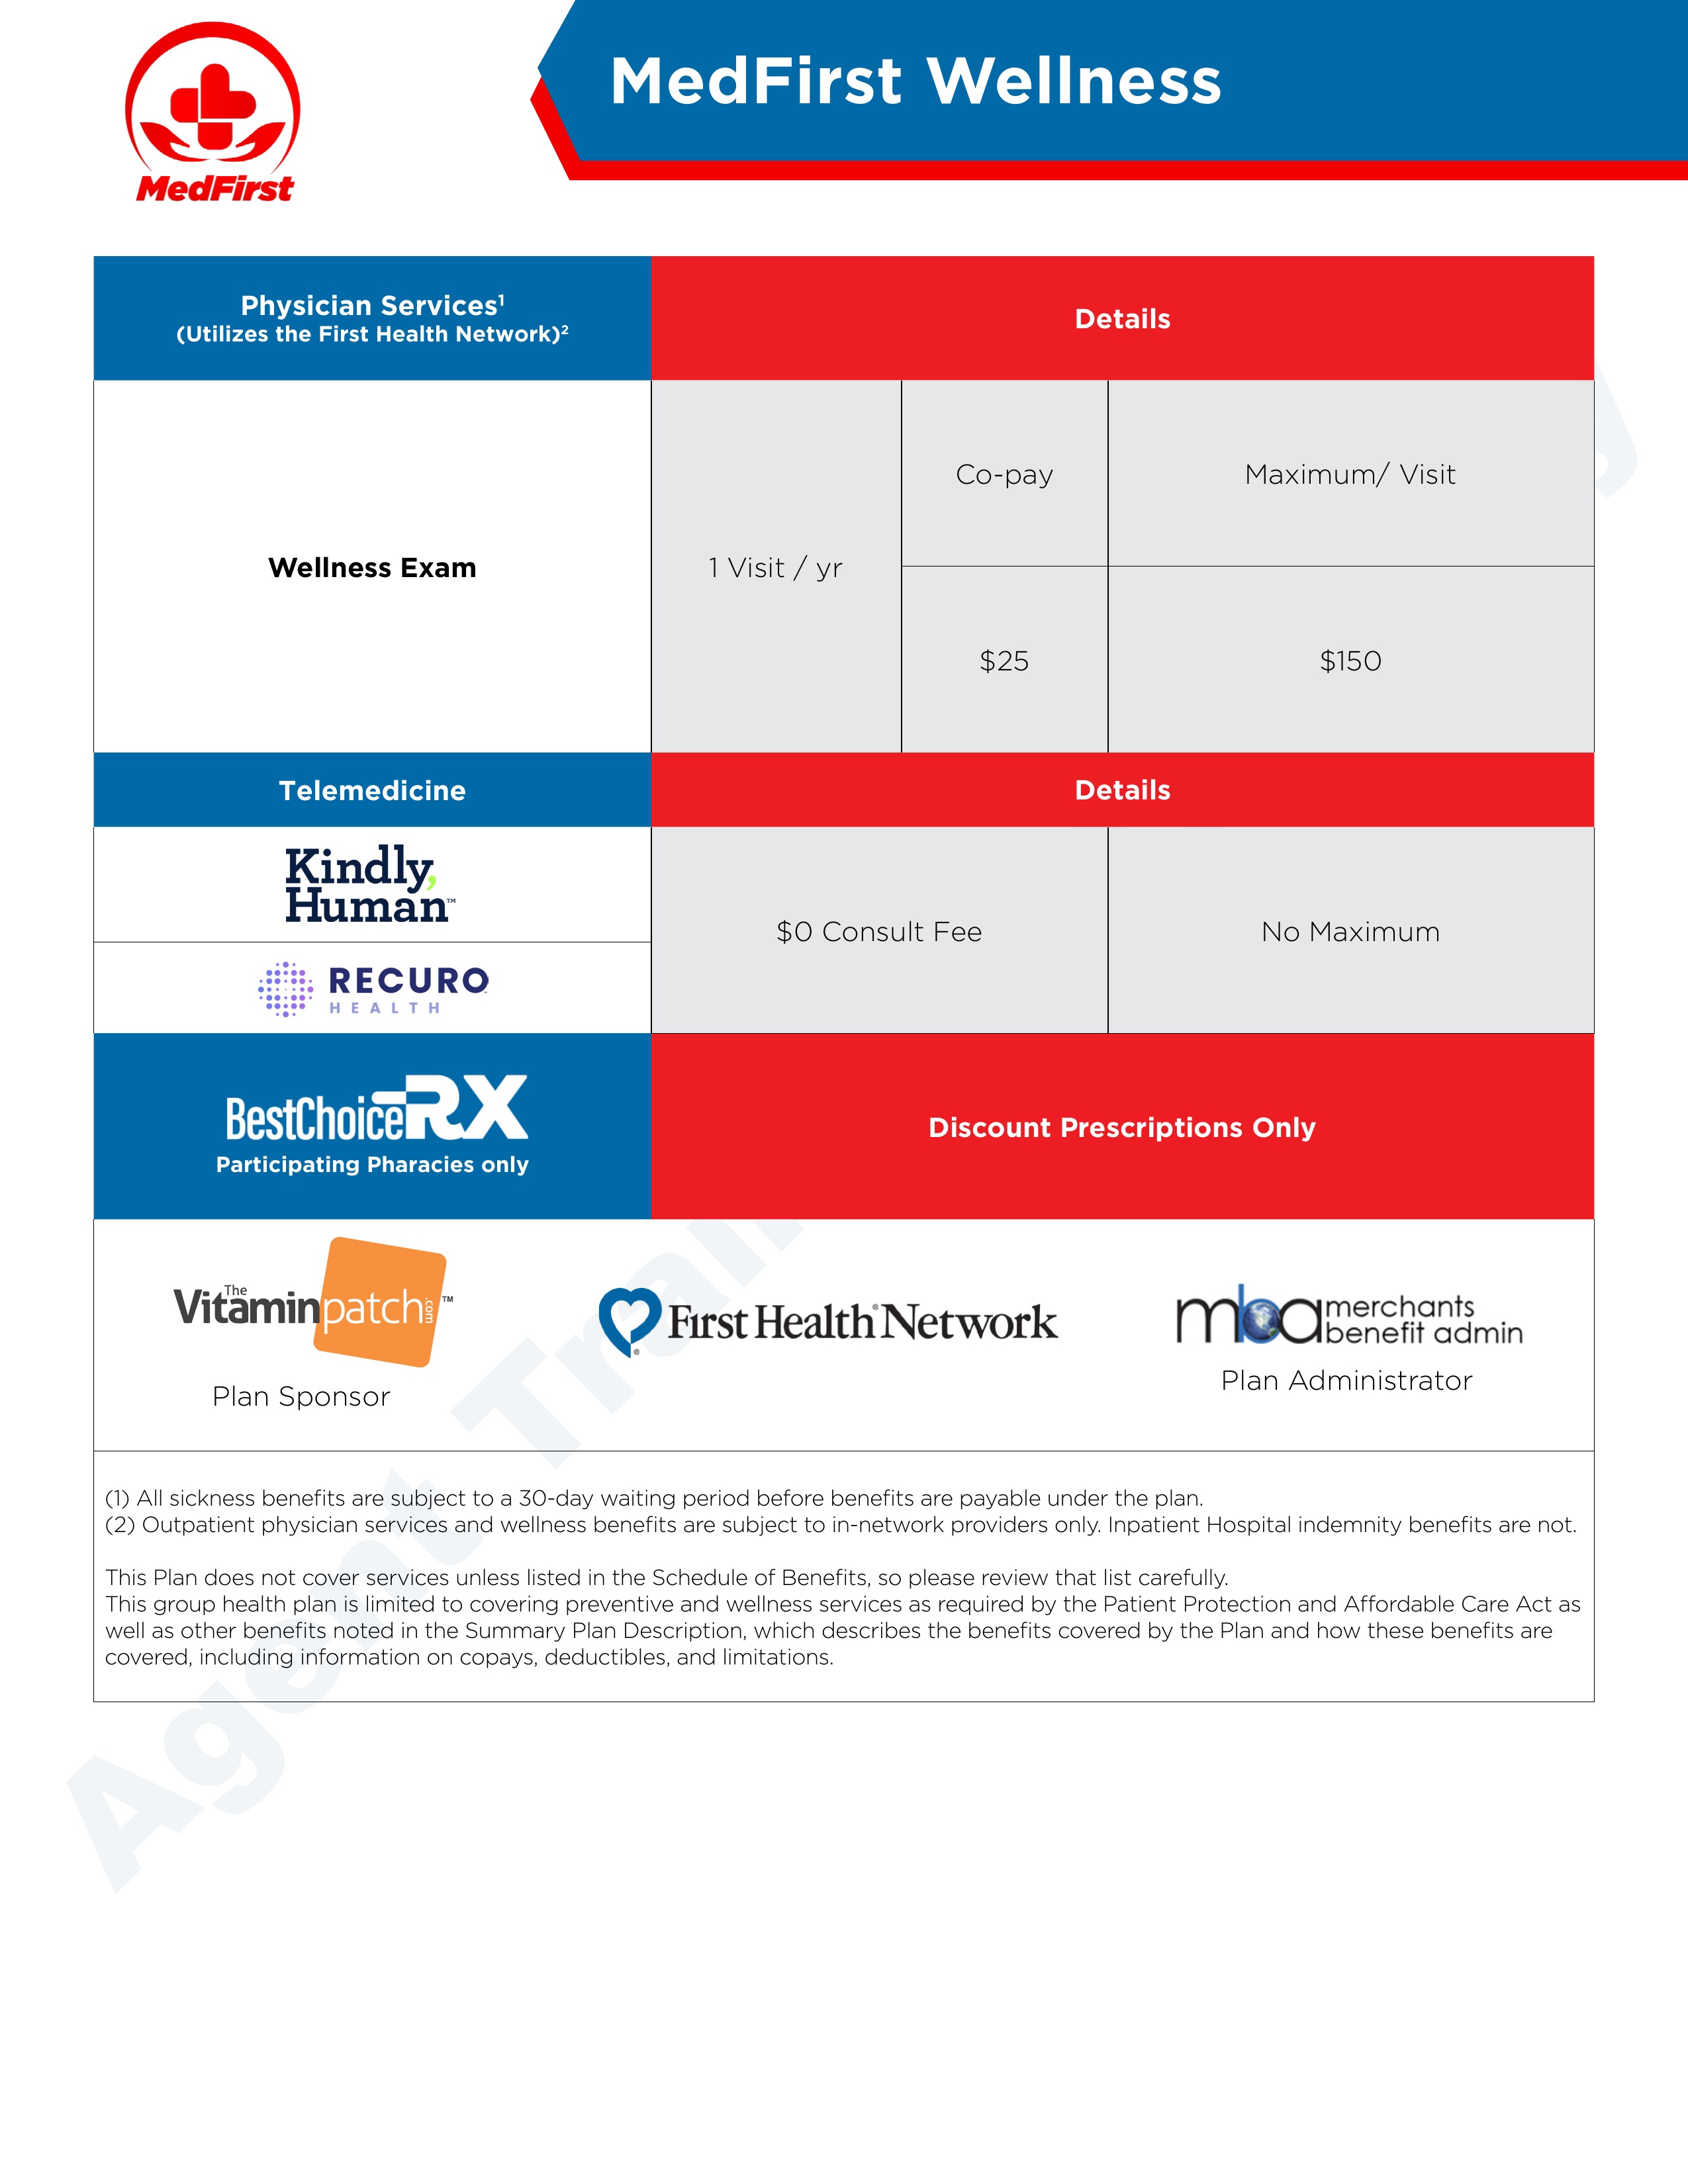 MedFirst Wellness
MedFirst
Physician Services¹
(Utilizes the First Health Network)²
Details
Wellness Exam
1 Visit / yr
Co-pay
Maximum/ Visit
$25
$150
Telemedicine
Details
Kindly,
Human™
RECURO
HEALTH
$0 Consult Fee
No Maximum
BestChoiceRX
Participating Pharacies only
Discount Prescriptions Only
The
Vitaminpatch.com™
Plan Sponsor
First Health® Network®
mba merchants
benefit admin
Plan Administrator
(1) All sickness benefits are subject to a 30-day waiting period before benefits are payable under the plan.
(2) Outpatient physician services and wellness benefits are subject to in-network providers only. Inpatient Hospital indemnity benefits are not.
This Plan does not cover services unless listed in the Schedule of Benefits, so please review that list carefully.
This group health plan is limited to covering preventive and wellness services as required by the Patient Protection and Affordable Care Act as
well as other benefits noted in the Summary Plan Description, which describes the benefits covered by the Plan and how these benefits are
covered, including information on copays, deductibles, and limitations.
Agent